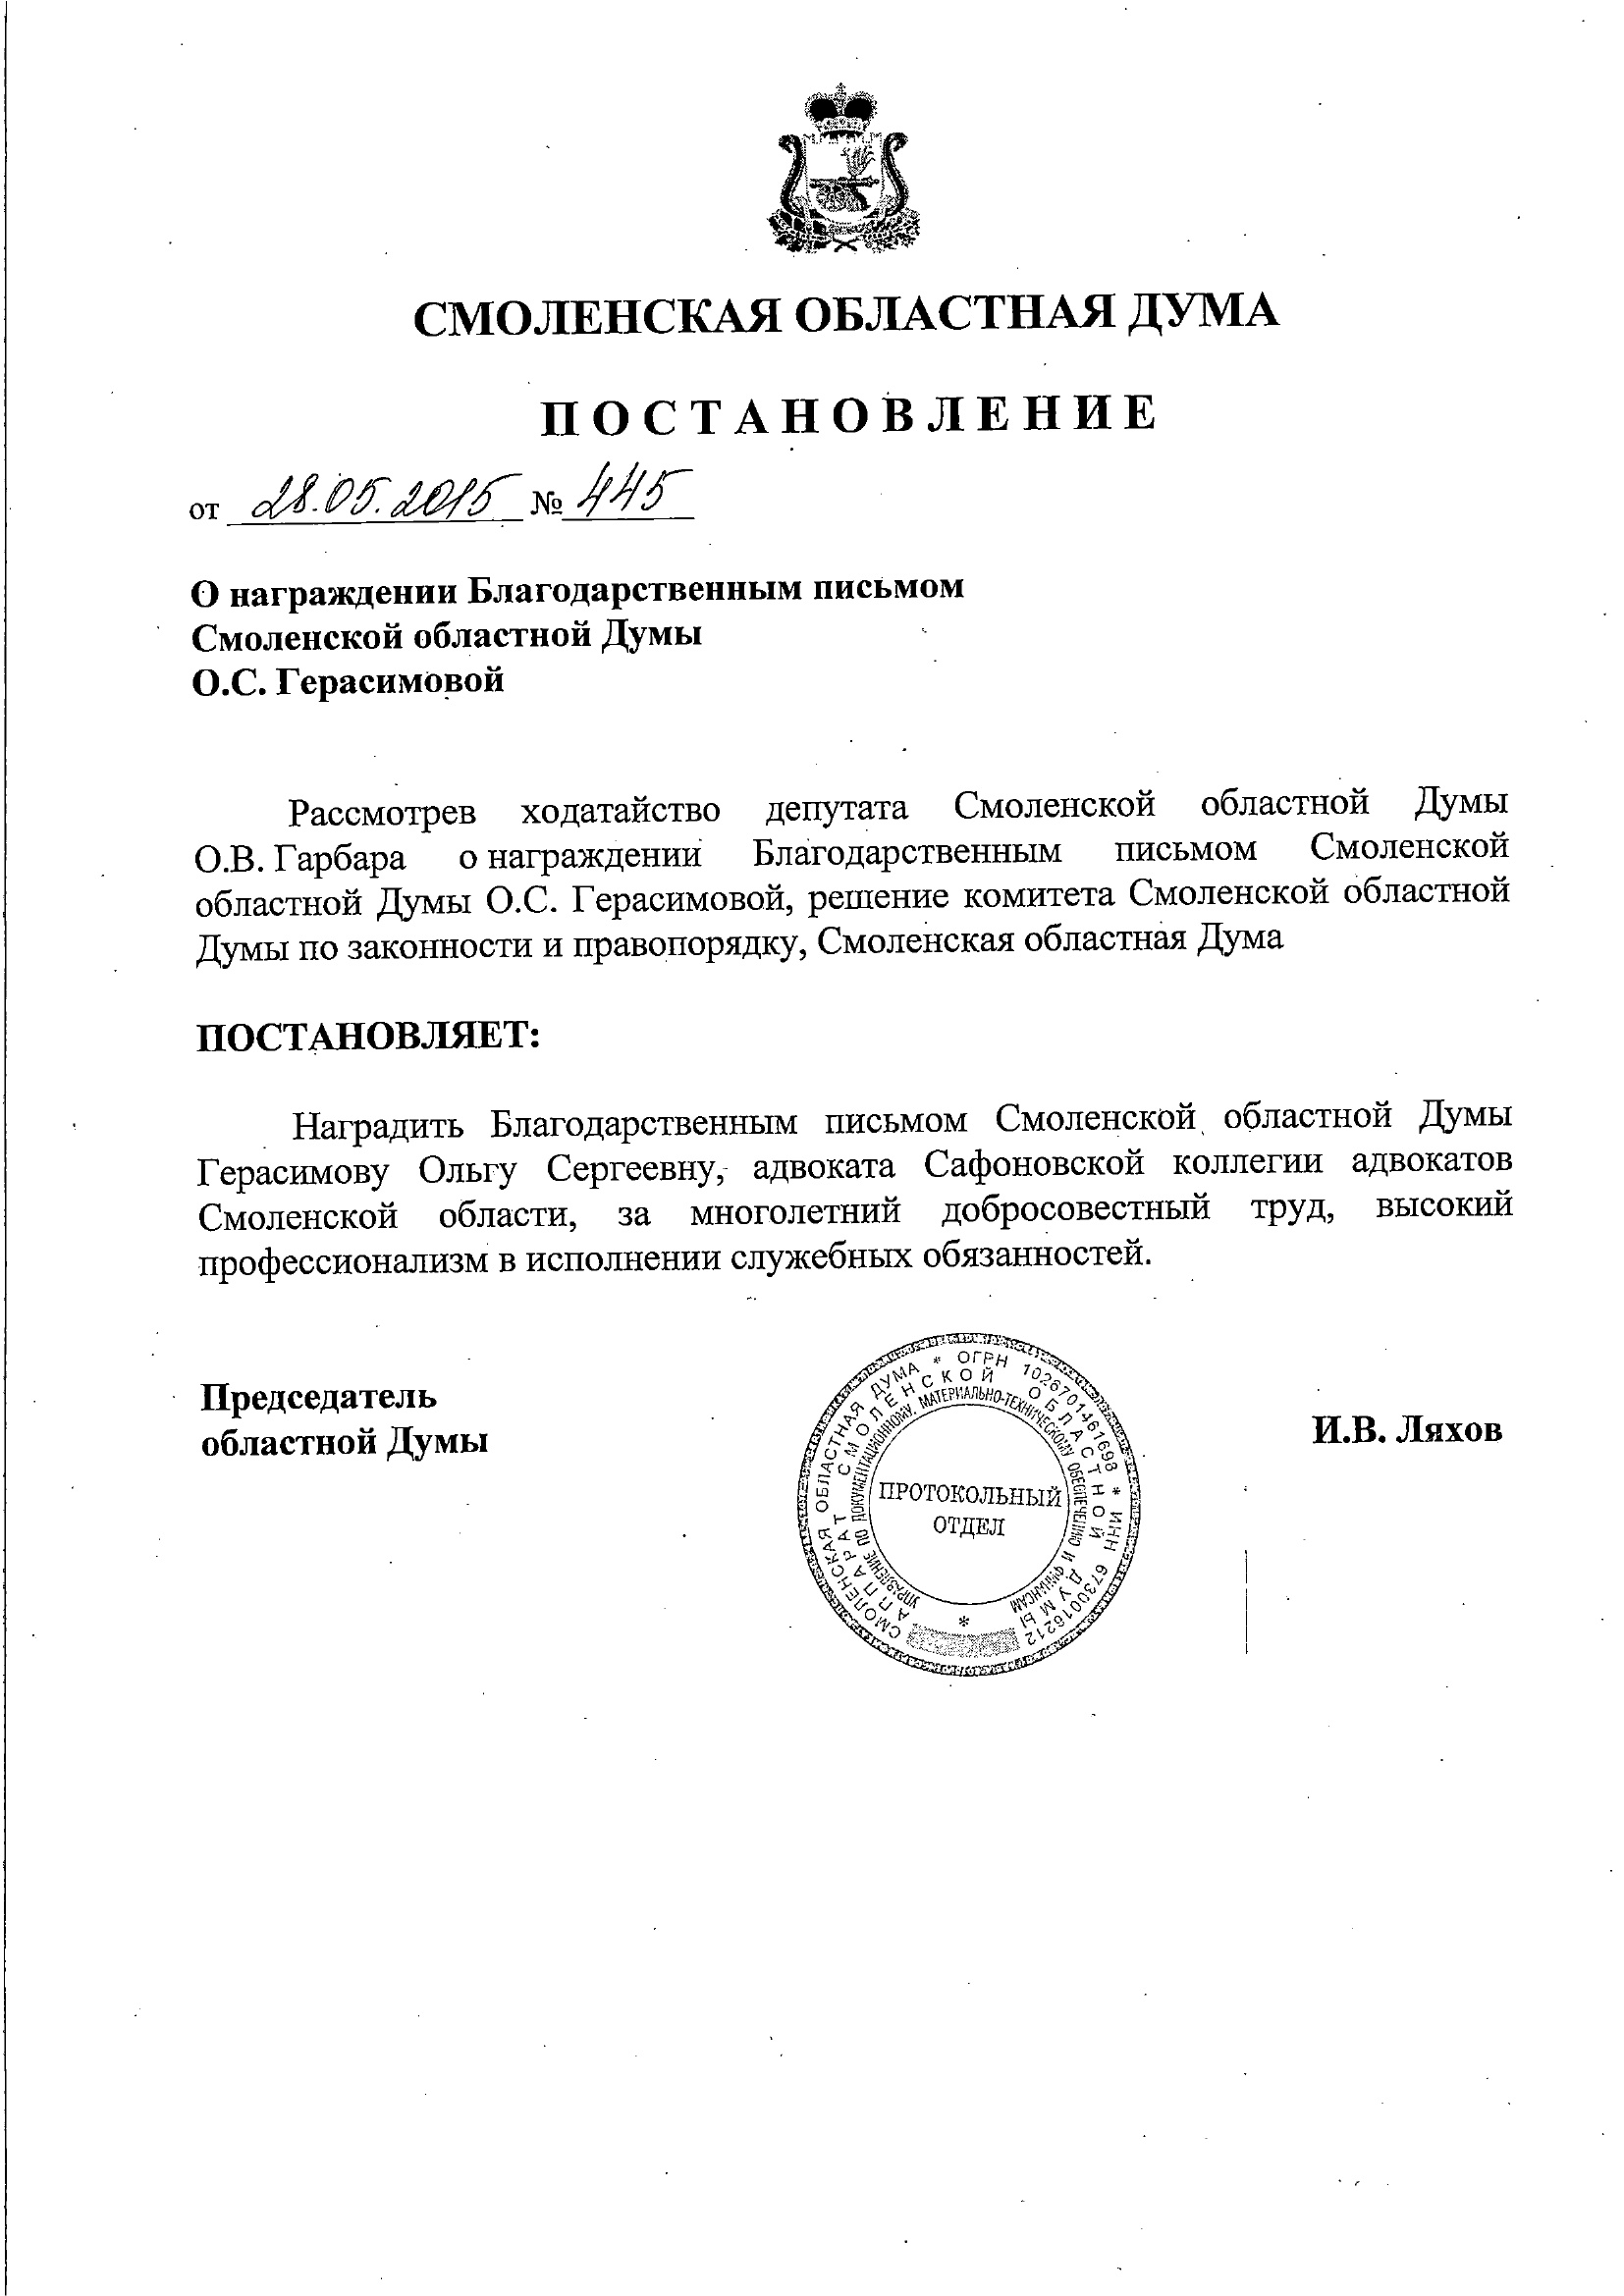 СМОЛЕНСКАЯ ОБЛАСТНАЯ ДУМА
ПОСТАНОВЛЕНИЕ
от 28.05.2015 № 445
О награждении Благодарственным письмом
Смоленской областной Думы
О.С. Герасимовой
Рассмотрев ходатайство депутата Смоленской областной Думы
О.В. Гарбара о награждении Благодарственным письмом Смоленской
областной Думы О.С. Герасимовой, решение комитета Смоленской областной
Думы по законности и правопорядку, Смоленская областная Дума
ПОСТАНОВЛЯЕТ:
Наградить Благодарственным письмом Смоленской областной Думы
Герасимову Ольгу Сергеевну, адвоката Сафоновской коллегии адвокатов
Смоленской области, за многолетний добросовестный труд, высокий
профессионализм в исполнении служебных обязанностей.
Председатель
областной Думы
И.В. Ляхов
СМОЛЕНСКАЯ ОБЛАСТНАЯ ДУМА * ОГРН 1026701461698 * ИНН 6730016212
АППАРАТ СМОЛЕНСКОЙ ОБЛАСТНОЙ ДУМЫ
УПРАВЛЕНИЕ ПО ДОКУМЕНТАЦИОННОМУ, МАТЕРИАЛЬНО-ТЕХНИЧЕСКОМУ ОБЕСПЕЧЕНИЮ И ФИНАНСАМ
*
ПРОТОКОЛЬНЫЙ
ОТДЕЛ